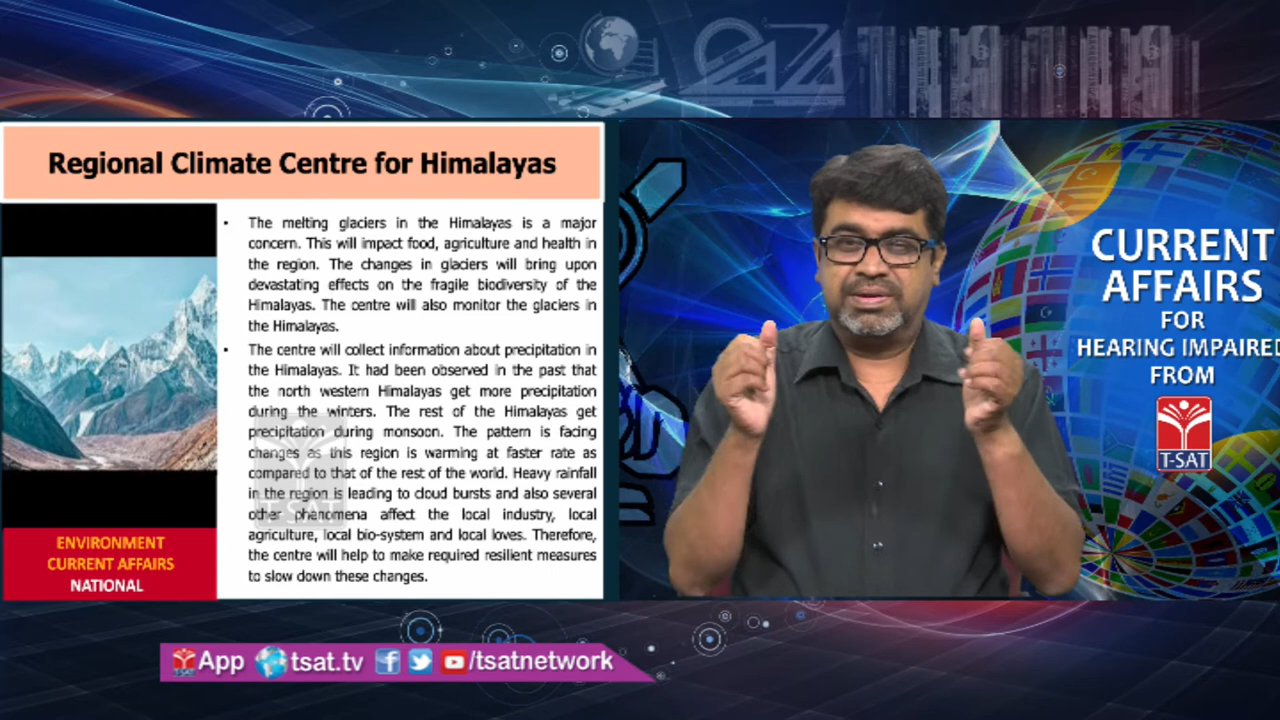 Regional Climate Centre for Himalayas
• The melting glaciers in the Himalayas is a major
concern. This will impact food, agriculture and health in
the region. The changes in glaciers will bring upon
devastating effects on the fragile biodiversity of the
Himalayas. The centre will also monitor the glaciers in
the Himalayas.
• The centre will collect information about precipitation in
the Himalayas. It had been observed in the past that
the north western Himalayas get more precipitation
during the winters. The rest of the Himalayas get
precipitation during monsoon. The pattern is facing
changes as this region is warming at faster rate as
compared to that of the rest of the world. Heavy rainfall
in the region is leading to cloud bursts and also several
other phenomena affect the local industry, local
agriculture, local bio-system and local loves. Therefore,
the centre will help to make required resilient measures
to slow down these changes.
T-SAT
ENVIRONMENT
CURRENT AFFAIRS
NATIONAL
CURRENT
AFFAIRS
FOR
HEARING IMPAIRED
FROM
T-SAT
App tsat.tv /tsatnetwork